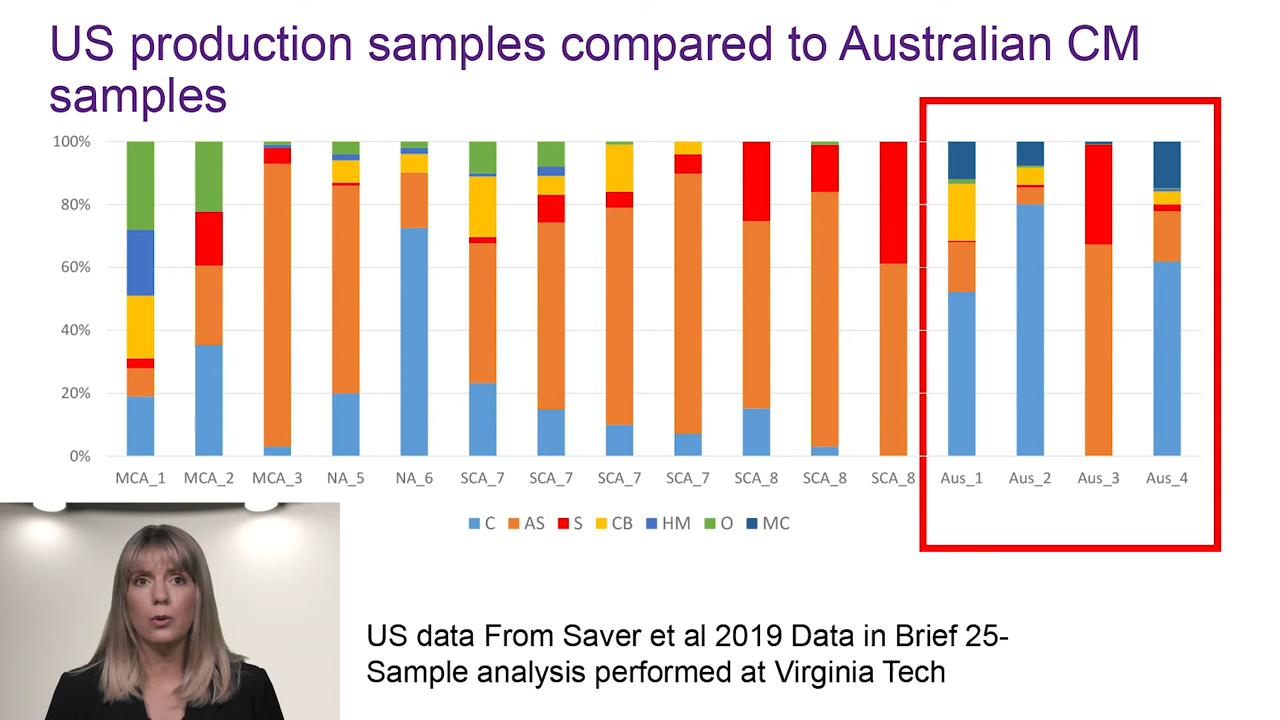 US production samples compared to Australian CM
samples
100%
80%
60%
40%
20%
0%
MCA_1 MCA_2 MCA_3 NA_5 NA_6 SCA_7 SCA_7 SCA_7 SCA_7 SCA_8 SCA_8 SCA_8 Aus_1 Aus_2 Aus_3 Aus_4
C AS S CB HM O MC
US data From Saver et al 2019 Data in Brief 25-
Sample analysis performed at Virginia Tech